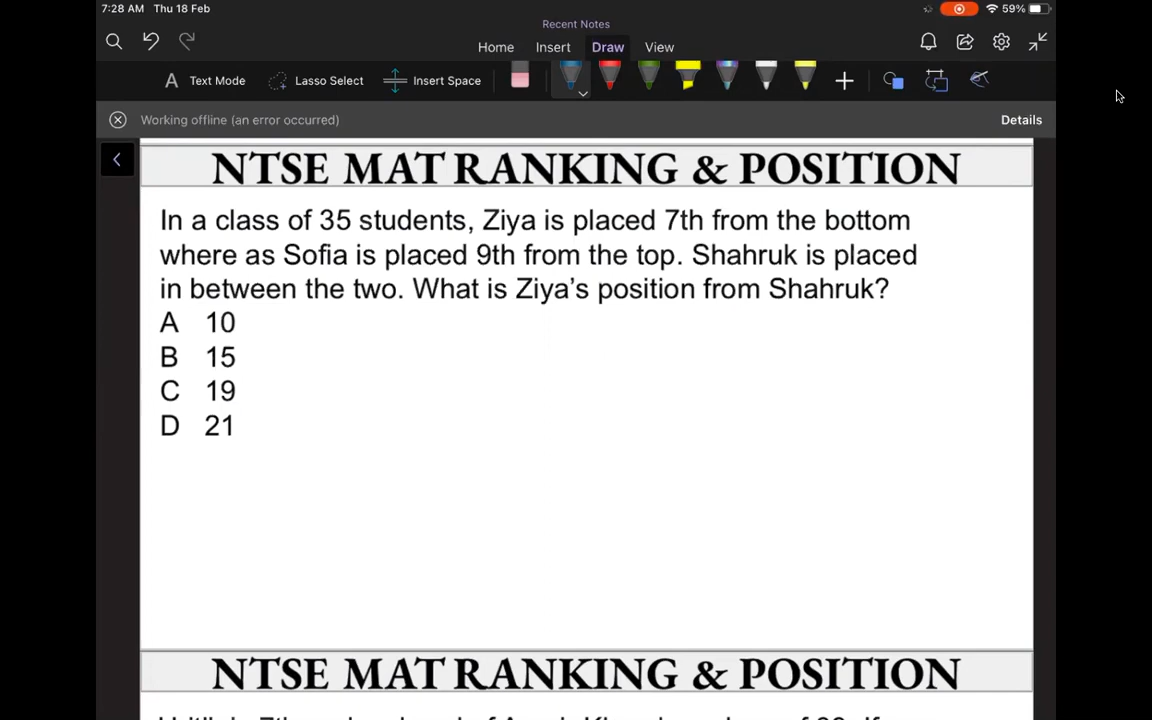 7:28 AM Thu 18 Feb
59%
Recent Notes
Home Insert Draw View
Text Mode Lasso Select Insert Space
Working offline (an error occurred) Details
NTSE MAT RANKING & POSITION
In a class of 35 students, Ziya is placed 7th from the bottom
where as Sofia is placed 9th from the top. Shahruk is placed
in between the two. What is Ziya's position from Shahruk?
A 10
B 15
C 19
D 21
NTSE MAT RANKING & POSITION